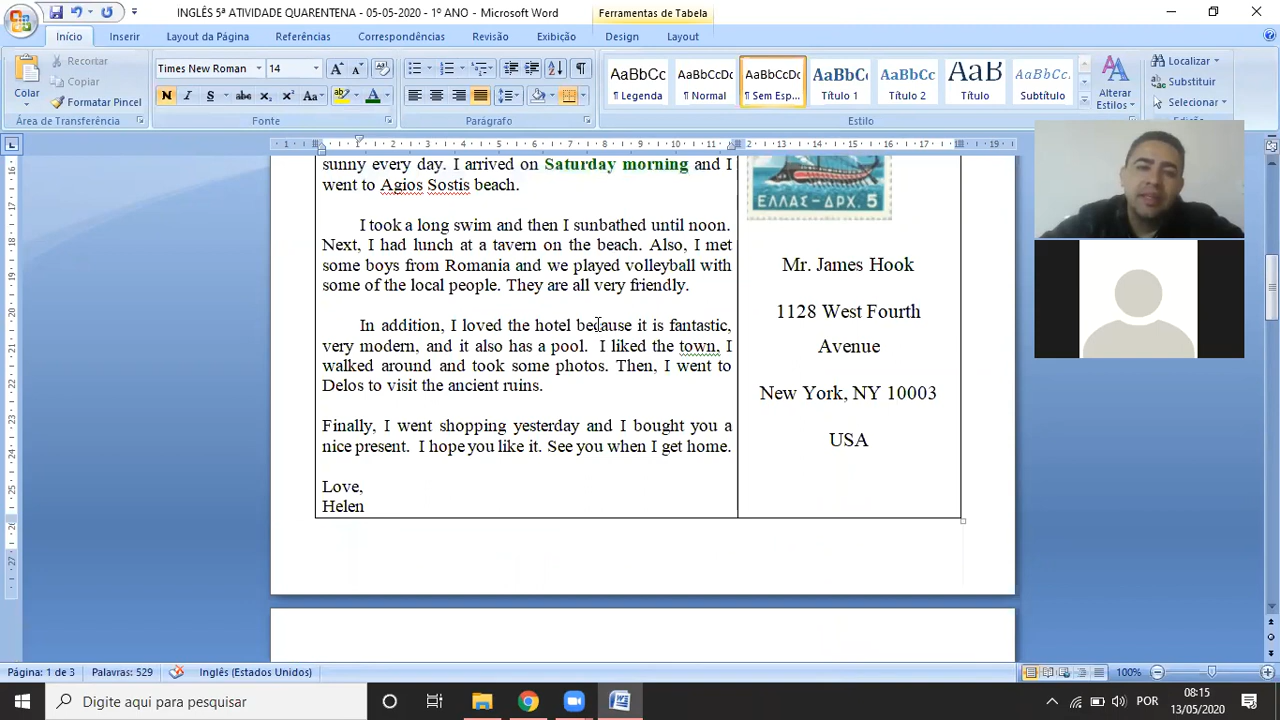 INGLÊS 5ª ATIVIDADE QUARENTENA - 05-05-2020 - 1º ANO - Microsoft Word
Ferramentas de Tabela
Início
Inserir
Layout da Página
Referências
Correspondências
Revisão
Exibição
Design
Layout
Colar
Recortar
Copiar
Formatar Pincel
Área de Transferência
Times New Roman
14
N I S abc x₂ x² Aa
Fonte
Parágrafo
AaBbCc
¶ Legenda
AaBbCcDc
¶ Normal
AaBbCcDc
¶ Sem Esp...
AaBbC
Título 1
AaBbCc
Título 2
AaB
Título
AaBbCc
Subtítulo
Estilo
Alterar
Estilos
Localizar
Substituir
Selecionar
Edição
sunny every day. I arrived on Saturday morning and I
went to Agios Sostis beach.
I took a long swim and then I sunbathed until noon.
Next, I had lunch at a tavern on the beach. Also, I met
some boys from Romania and we played volleyball with
some of the local people. They are all very friendly.
In addition, I loved the hotel because it is fantastic,
very modern, and it also has a pool. I liked the town, I
walked around and took some photos. Then, I went to
Delos to visit the ancient ruins.
Finally, I went shopping yesterday and I bought you a
nice present. I hope you like it. See you when I get home.
Love,
Helen
ΕΛΛΑΣ-ΔΡΧ. 5
Mr. James Hook
1128 West Fourth
Avenue
New York, NY 10003
USA
Página: 1 de 3
Palavras: 529
Inglês (Estados Unidos)
100%
Digite aqui para pesquisar
POR
08:15
13/05/2020